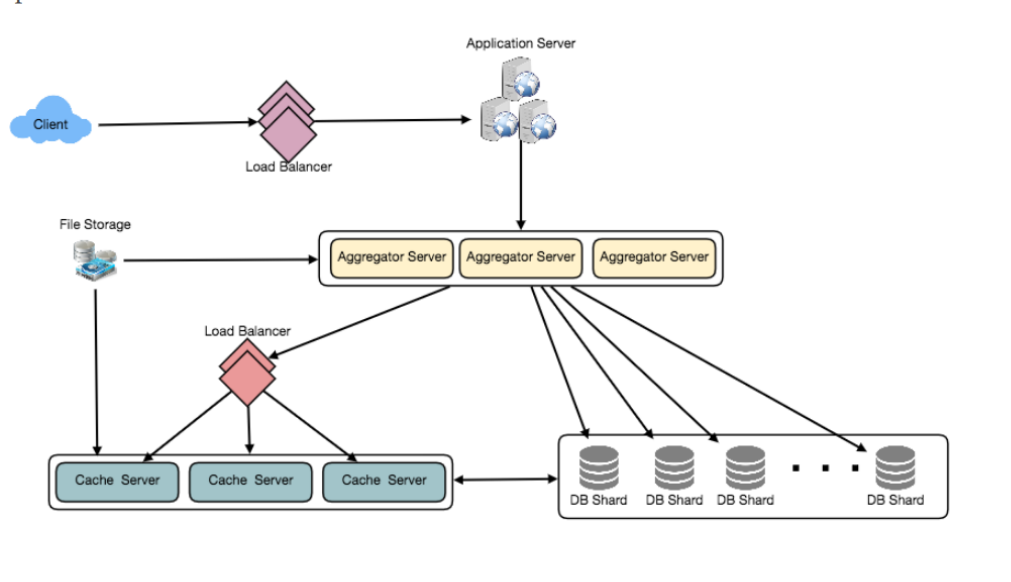 Application Server
Client
Load Balancer
File Storage
Aggregator Server
Aggregator Server
Aggregator Server
Load Balancer
Cache Server
Cache Server
Cache Server
DB Shard
DB Shard
DB Shard
DB Shard